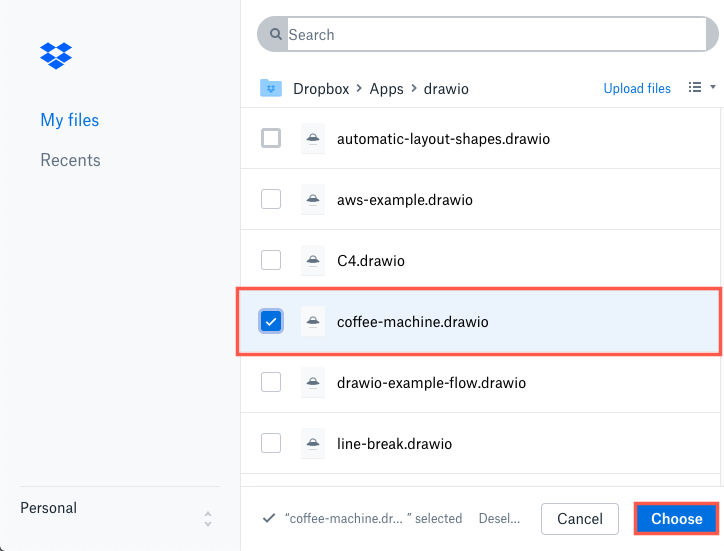 Search
Dropbox > Apps > drawio
Upload files
My files
Recents
automatic-layout-shapes.drawio
aws-example.drawio
C4.drawio
coffee-machine.drawio
drawio-example-flow.drawio
line-break.drawio
Personal
“coffee-machine.dr... ” selected
Desel...
Cancel
Choose